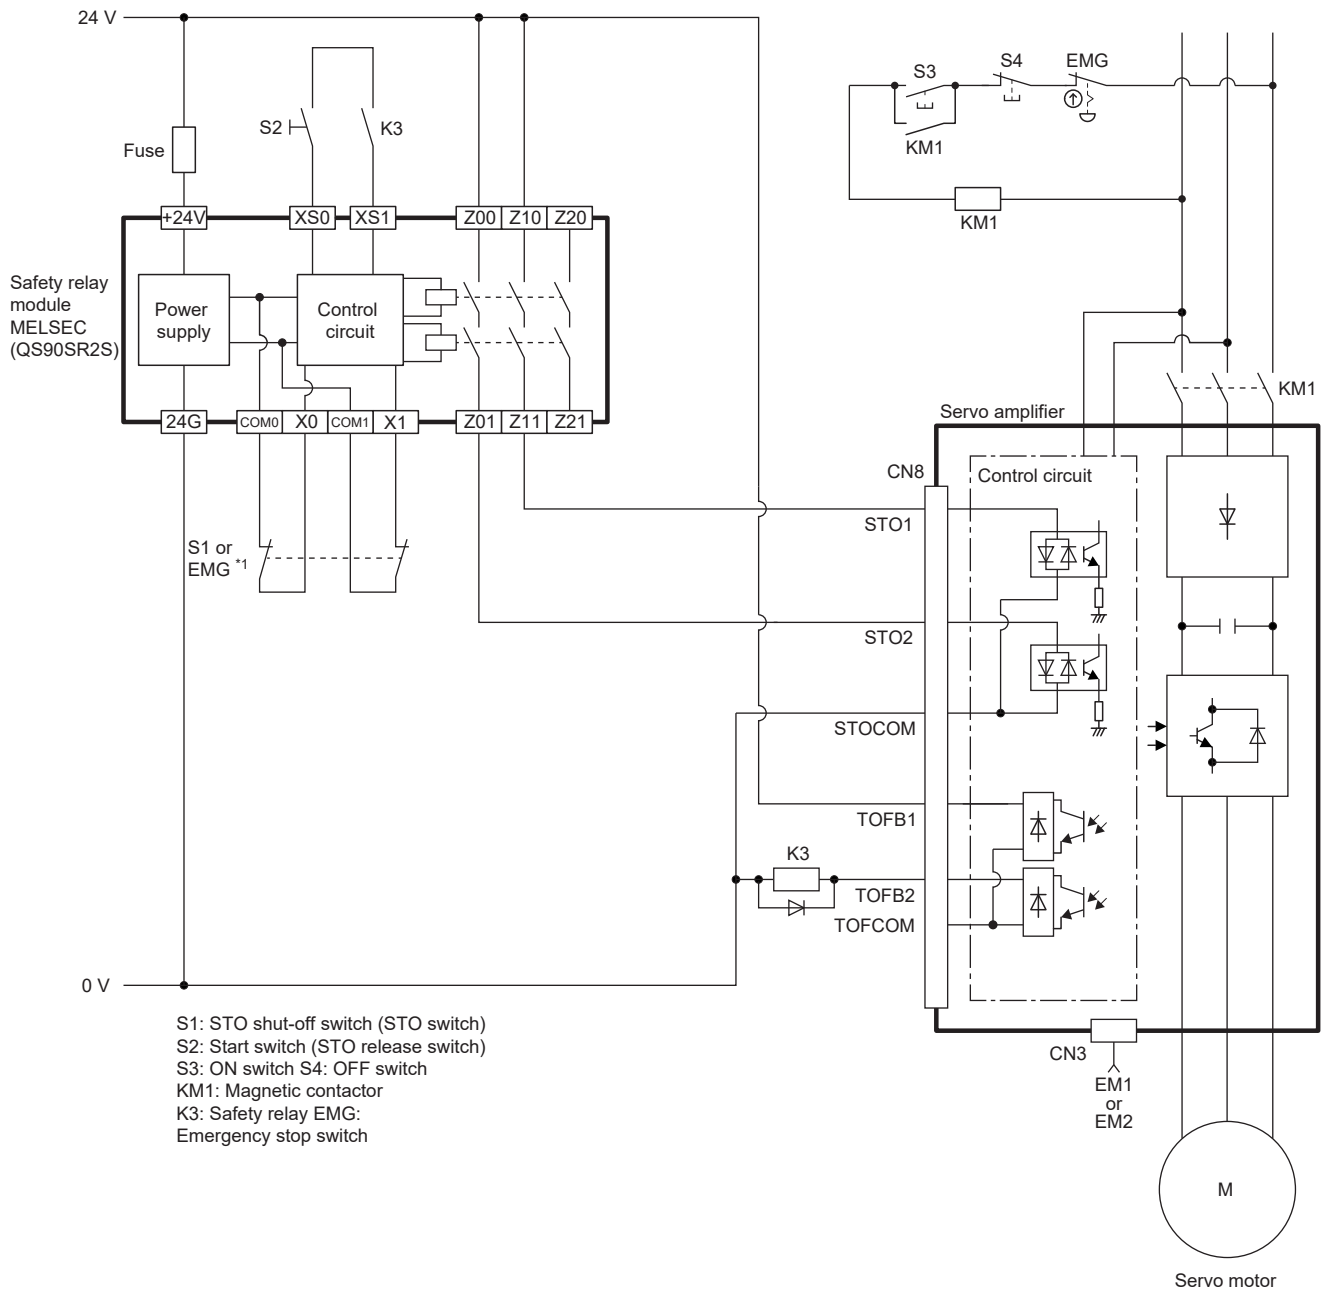 24 V
S3
S4
EMG
S2
K3
Fuse
KM1
KM1
+24V
XS0
XS1
Z00
Z10
Z20
Safety relay
module
MELSEC
(QS90SR2S)
Power
supply
Control
circuit
KM1
24G
COM0
X0
COM1
X1
Z01
Z11
Z21
Servo amplifier
CN8
Control circuit
STO1
S1 or
EMG *1
STO2
STOCOM
TOFB1
K3
TOFB2
TOFCOM
0 V
S1: STO shut-off switch (STO switch)
S2: Start switch (STO release switch)
S3: ON switch S4: OFF switch
KM1: Magnetic contactor
K3: Safety relay EMG:
Emergency stop switch
CN3
EM1
or
EM2
M
Servo motor